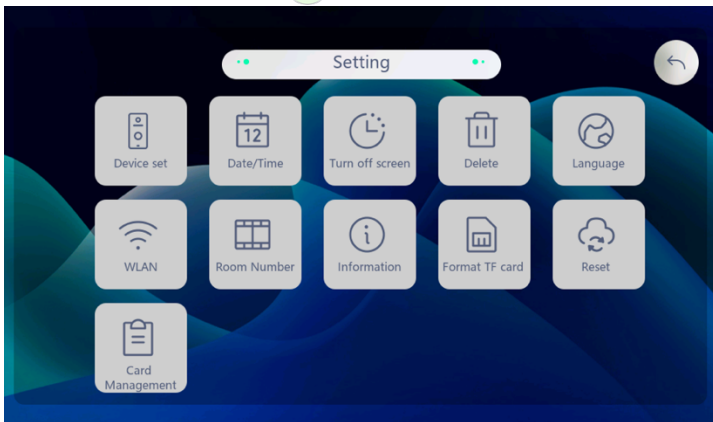 Setting
12
Device set
Date/Time
Turn off screen
Delete
Language
WLAN
Room Number
Information
Format TF card
Reset
Card
Management